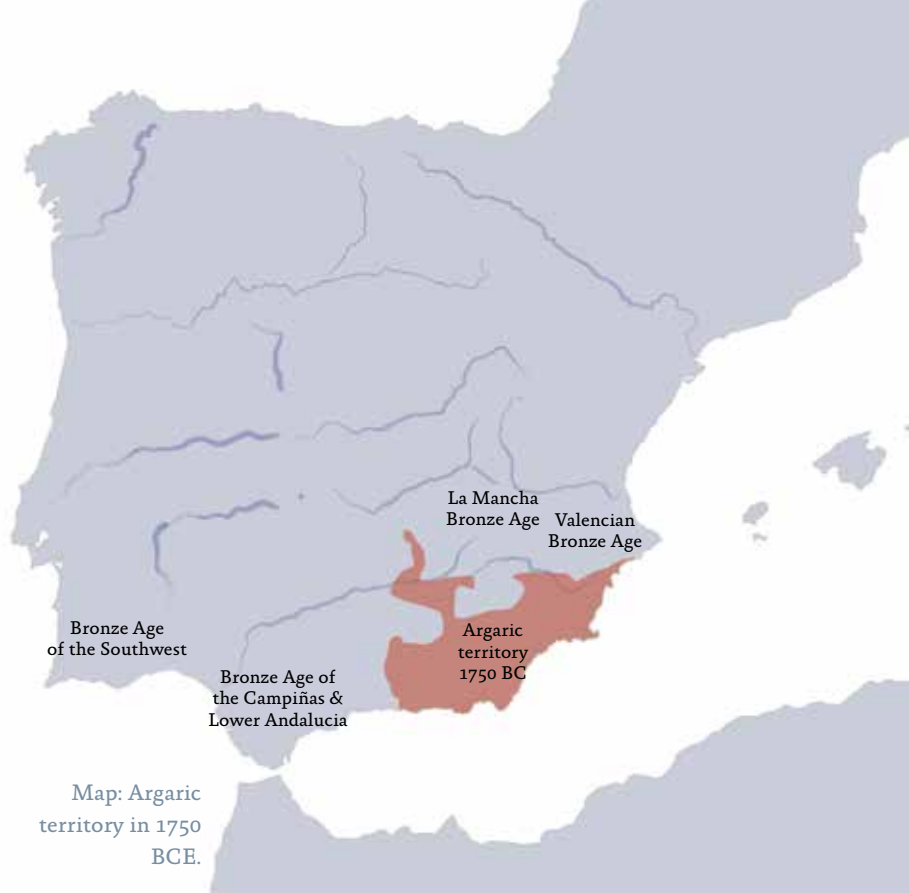 La Mancha
Bronze Age
Valencian
Bronze Age
Bronze Age
of the Southwest
Argaric
territory
1750 BC
Bronze Age of
the Campiñas &
Lower Andalucia
Map: Argaric
territory in 1750
BCE.